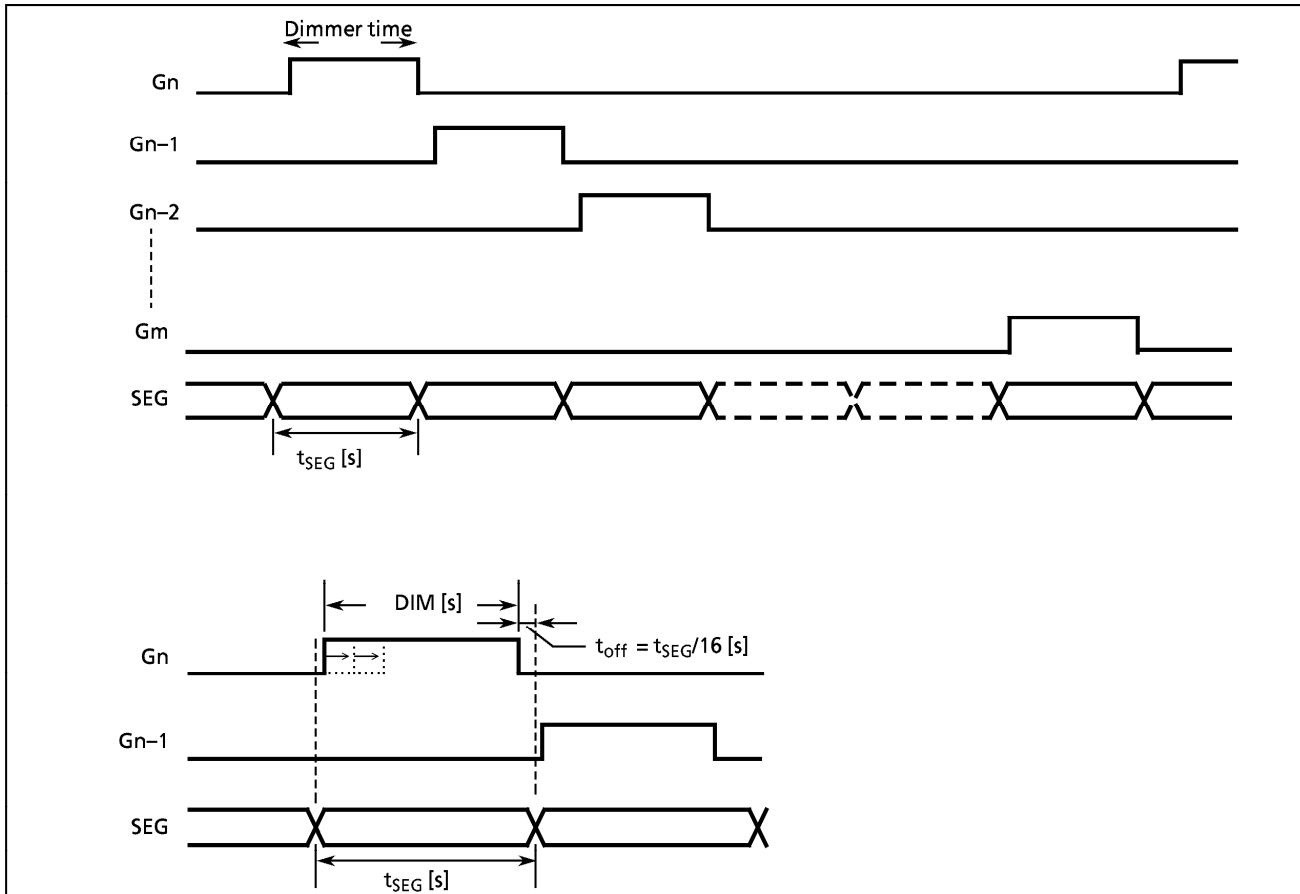 Dimmer time
Gn
Gn–1
Gn–2
Gm
SEG
tSEG [s]
DIM [s]
toff = tSEG/16 [s]
Gn
Gn–1
SEG
tSEG [s]